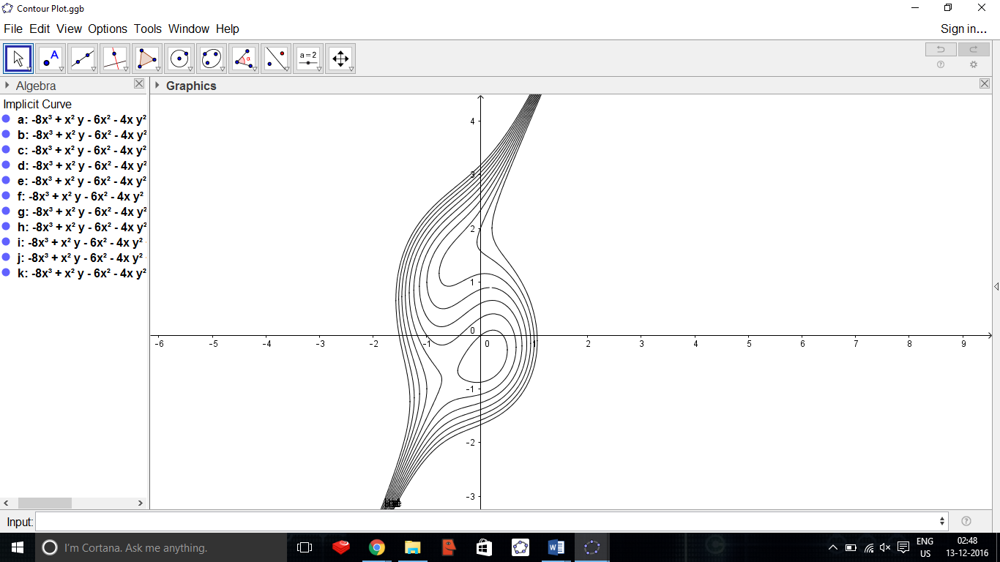 Contour Plot.ggb
File Edit View Options Tools Window Help
Sign in...
A
α
a = 2
Algebra
Graphics
Implicit Curve
a: -8x³ + x² y - 6x² - 4x y²
b: -8x³ + x² y - 6x² - 4x y²
c: -8x³ + x² y - 6x² - 4x y²
d: -8x³ + x² y - 6x² - 4x y²
e: -8x³ + x² y - 6x² - 4x y²
f: -8x³ + x² y - 6x² - 4x y²
g: -8x³ + x² y - 6x² - 4x y²
h: -8x³ + x² y - 6x² - 4x y²
i: -8x³ + x² y - 6x² - 4x y²
j: -8x³ + x² y - 6x² - 4x y²
k: -8x³ + x² y - 6x² - 4x y²
4
3
2
1
0
-6 -5 -4 -3 -2 -1 0 1 2 3 4 5 6 7 8 9
-1
-2
-3
Input:
I'm Cortana. Ask me anything.
ENG
US
02:48
13-12-2016